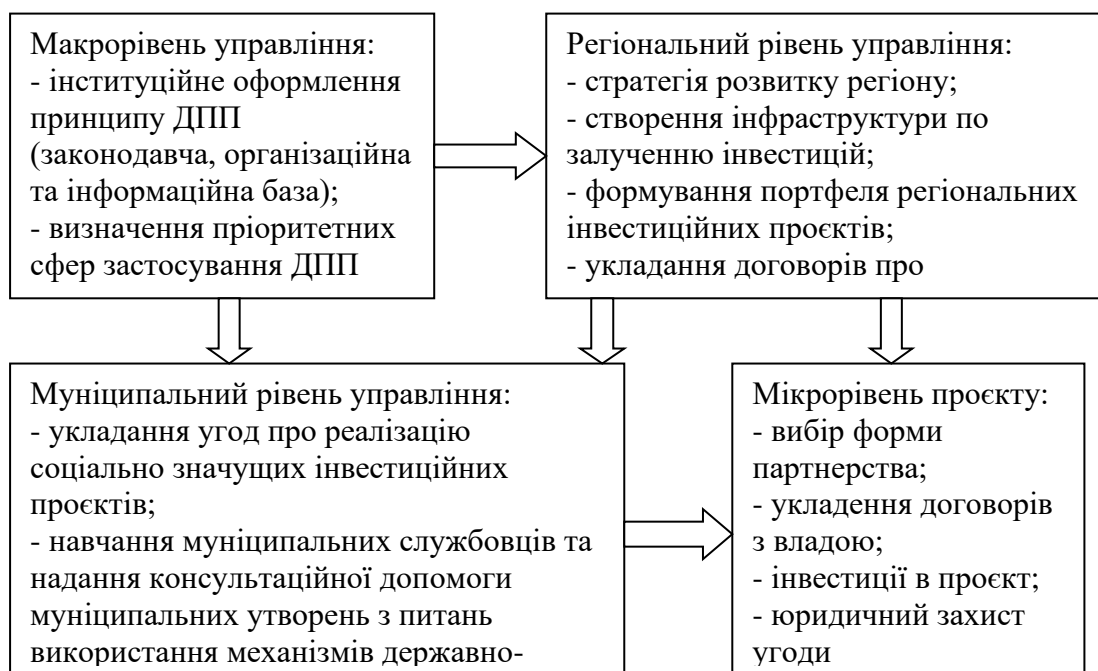 Макрорівень управління:
- інституційне оформлення
принципу ДПП
(законодавча, організаційна
та інформаційна база);
- визначення пріоритетних
сфер застосування ДПП
Регіональний рівень управління:
- стратегія розвитку регіону;
- створення інфраструктури по
залученню інвестицій;
- формування портфеля регіональних
інвестиційних проєктів;
- укладання договорів про
Муніципальний рівень управління:
- укладання угод про реалізацію
соціально значущих інвестиційних
проєктів;
- навчання муніципальних службовців та
надання консультаційної допомоги
муніципальних утворень з питань
використання механізмів державно-
Мікрорівень проєкту:
- вибір форми
партнерства;
- укладення договорів
з владою;
- інвестиції в проєкт;
- юридичний захист
угоди